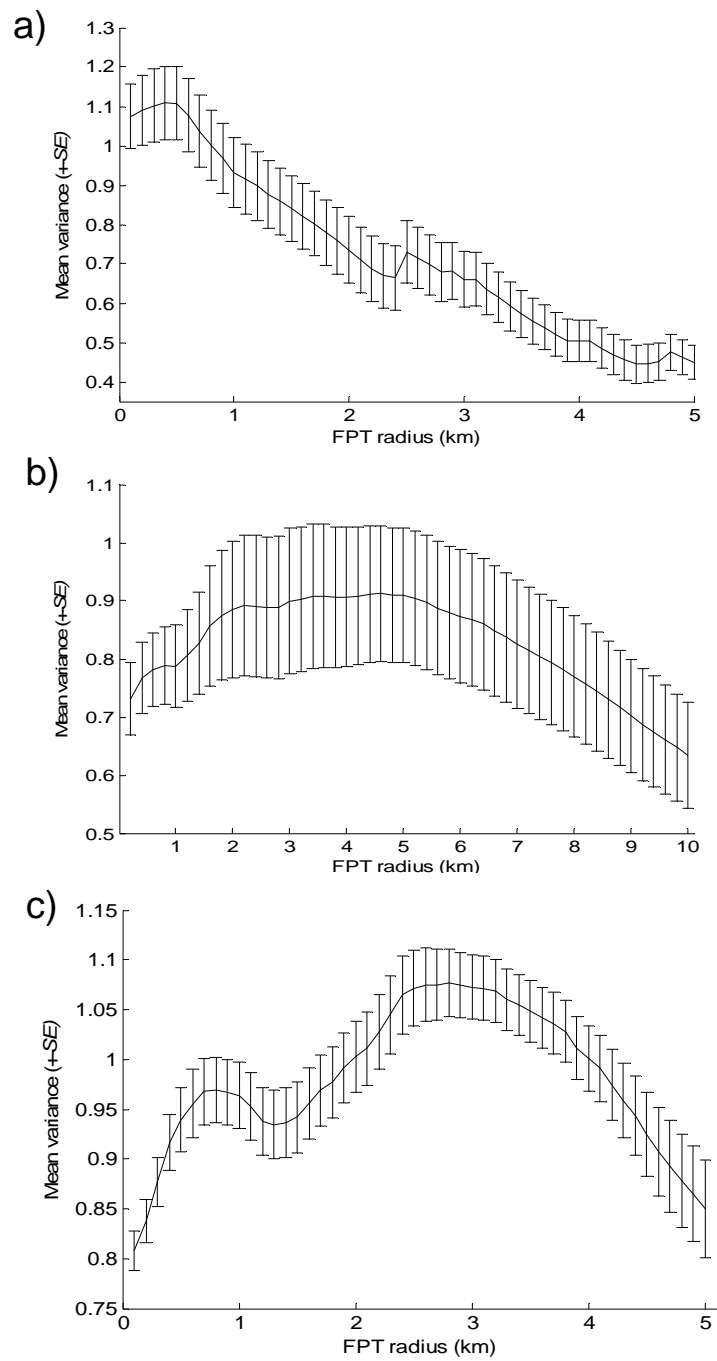 a)
1.3
1.2
1.1
1
0.9
0.8
0.7
0.6
0.5
0.4
Mean variance (+-SE)
0 1 2 3 4 5
FPT radius (km)
b)
1.1
1
0.9
0.8
0.7
0.6
0.5
Mean variance (+-SE)
1 2 3 4 5 6 7 8 9 10
FPT radius (km)
c)
1.15
1.1
1.05
1
0.95
0.9
0.85
0.8
0.75
Mean variance (+-SE)
0 1 2 3 4 5
FPT radius (km)